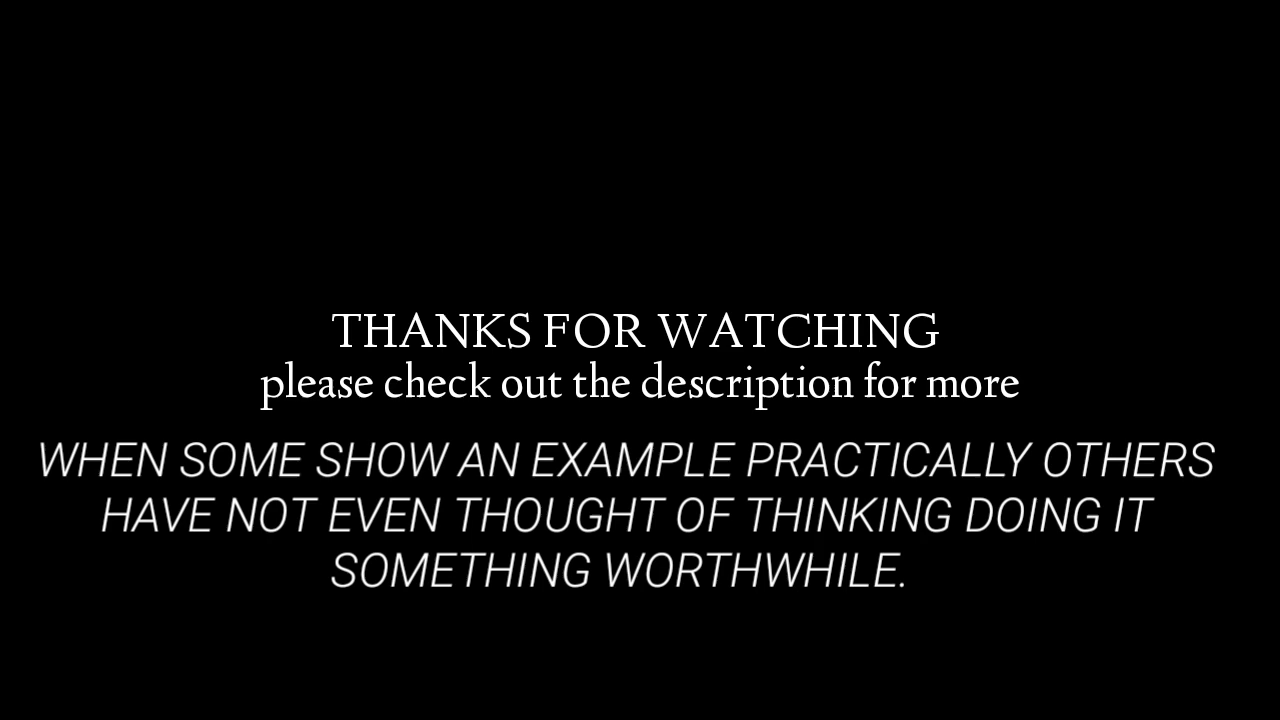 THANKS FOR WATCHING
please check out the description for more
WHEN SOME SHOW AN EXAMPLE PRACTICALLY OTHERS
HAVE NOT EVEN THOUGHT OF THINKING DOING IT
SOMETHING WORTHWHILE.